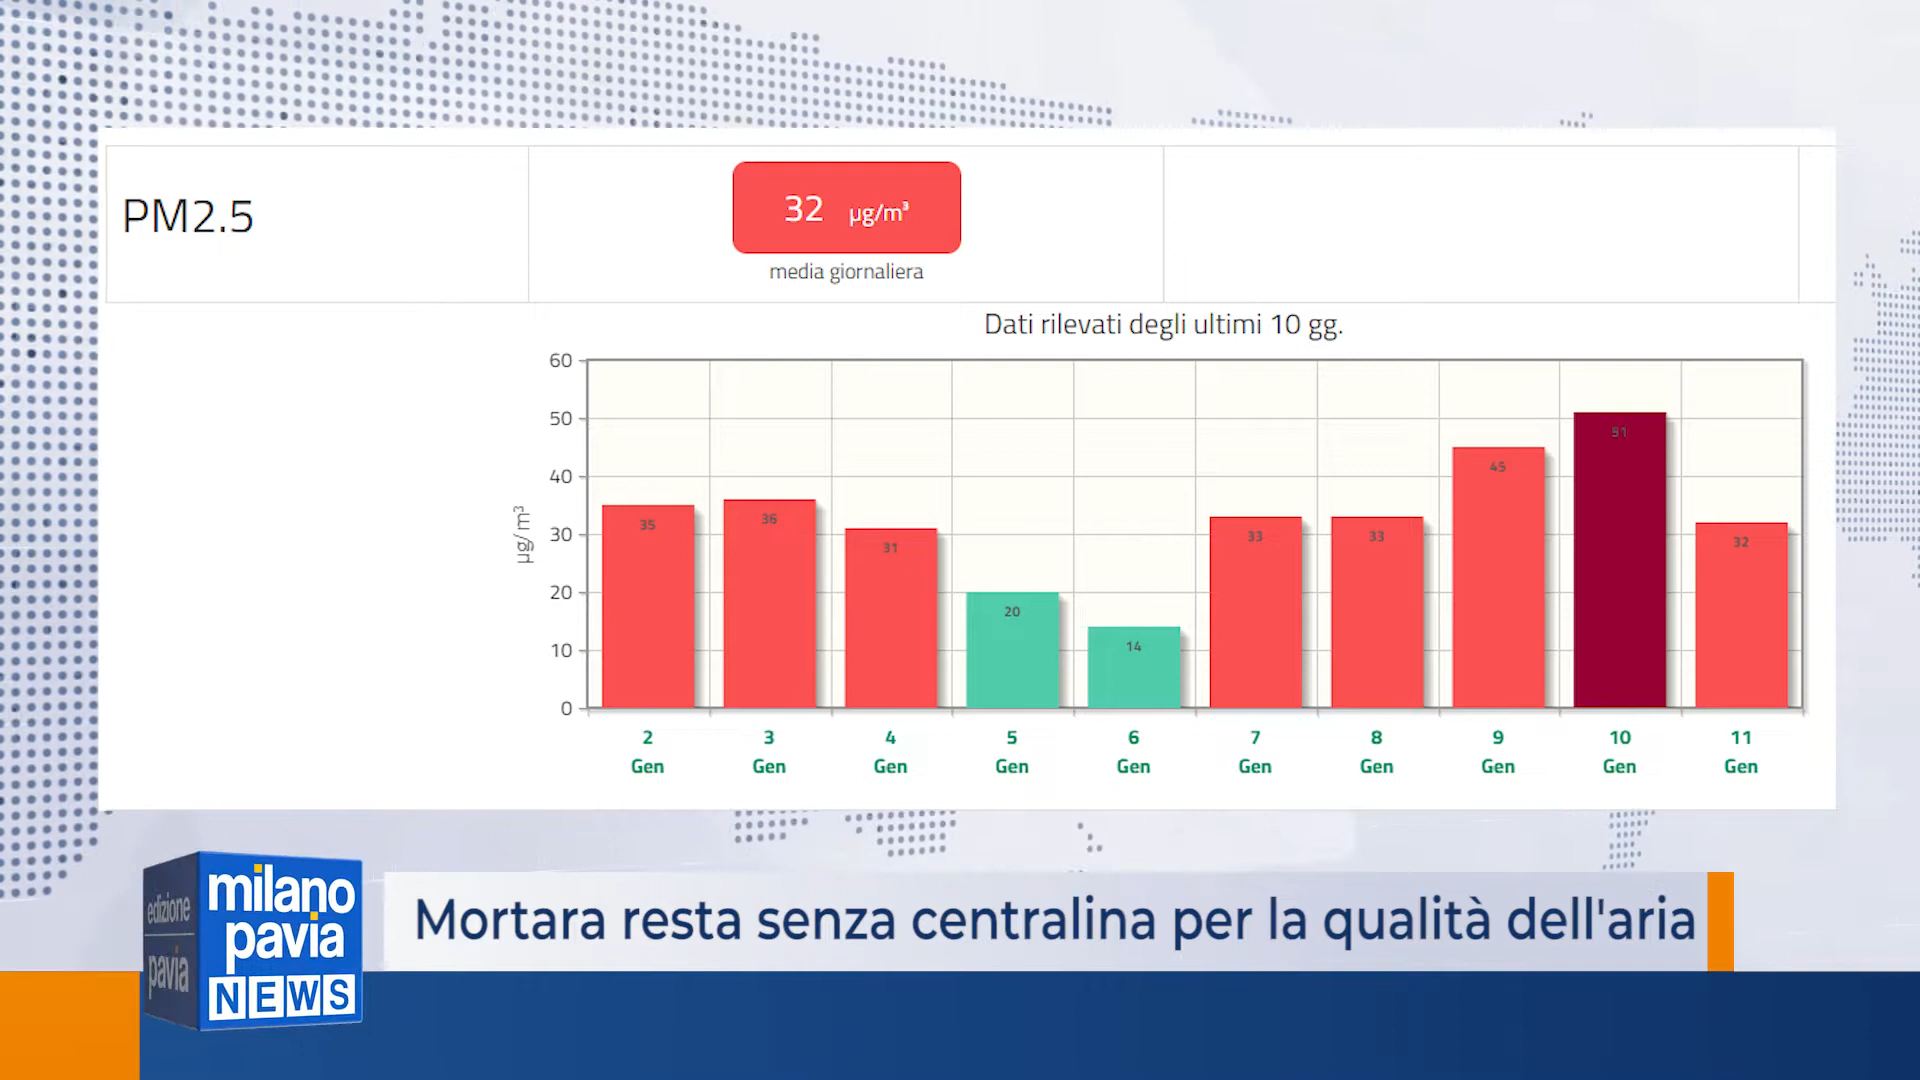 PM2.5
32 µg/m³
media giornaliera
Dati rilevati degli ultimi 10 gg.
µg/m³
60
50
40
30
20
10
0
35
36
31
20
14
33
33
45
51
32
2 Gen
3 Gen
4 Gen
5 Gen
6 Gen
7 Gen
8 Gen
9 Gen
10 Gen
11 Gen
edizione
pavia
milano
pavia
NEWS
Mortara resta senza centralina per la qualità dell'aria